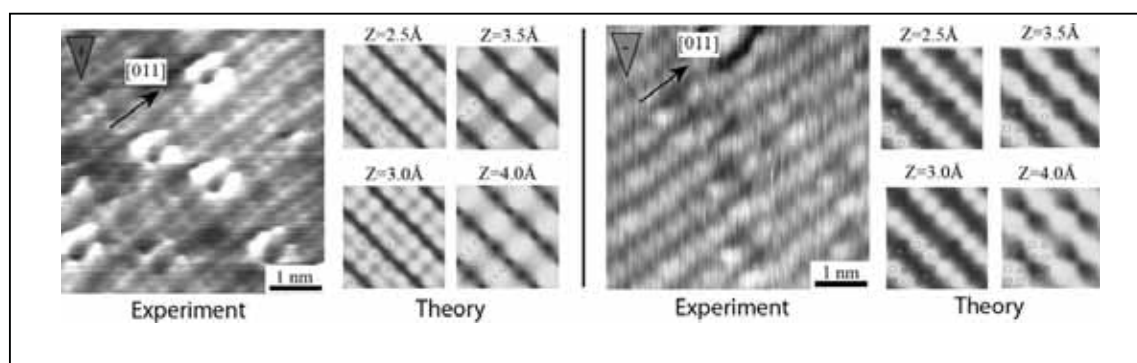 Z=2.5Å Z=3.5Å
+
[011]
Z=3.0Å Z=4.0Å
1 nm
Experiment Theory
Z=2.5Å Z=3.5Å
-
[011]
Z=3.0Å Z=4.0Å
1 nm
Experiment Theory